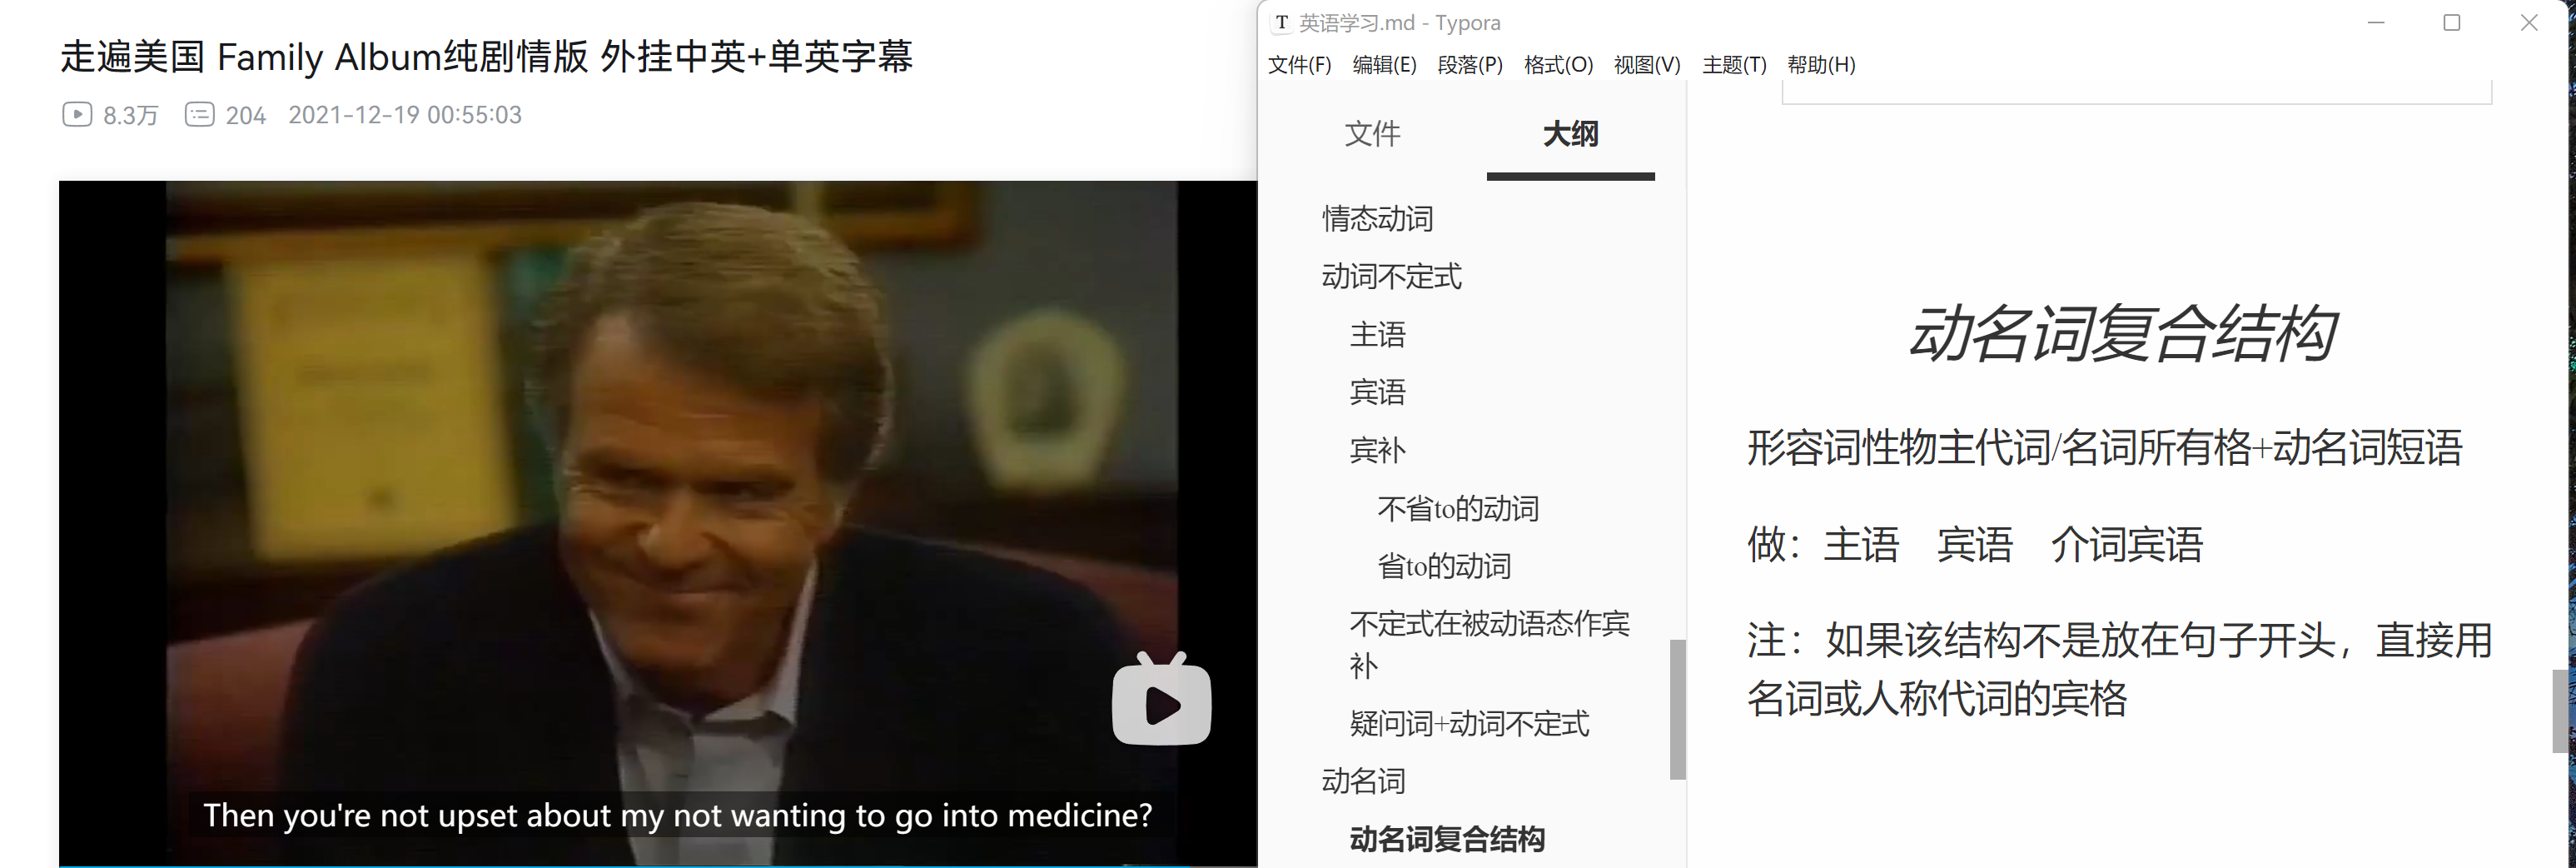 走遍美国 Family Album纯剧情版 外挂中英+单英字幕
8.3万 204 2021-12-19 00:55:03
Then you're not upset about my not wanting to go into medicine?
T 英语学习.md - Typora
文件(F) 编辑(E) 段落(P) 格式(O) 视图(V) 主题(T) 帮助(H)
文件 大纲
情态动词
动词不定式
主语
宾语
宾补
不省to的动词
省to的动词
不定式在被动语态作宾
补
疑问词+动词不定式
动名词
动名词复合结构
动名词复合结构
形容词性物主代词/名词所有格+动名词短语
做：主语 宾语 介词宾语
注：如果该结构不是放在句子开头，直接用
名词或人称代词的宾格